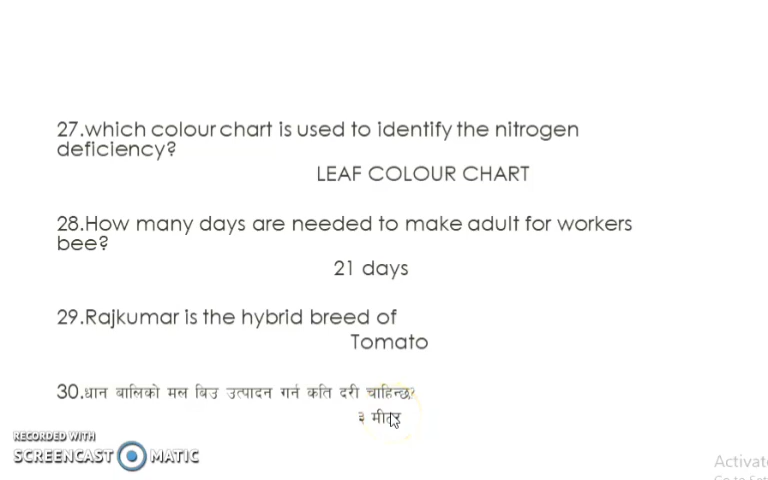 27.which colour chart is used to identify the nitrogen
deficiency?
LEAF COLOUR CHART
28.How many days are needed to make adult for workers
bee?
21 days
29.Rajkumar is the hybrid breed of
Tomato
30.धान बालिको मल बिउ उत्पादन गर्न कति दरी चाहिन्छ?
३ मीटर
RECORDED WITH
SCREENCAST MATIC
Activat